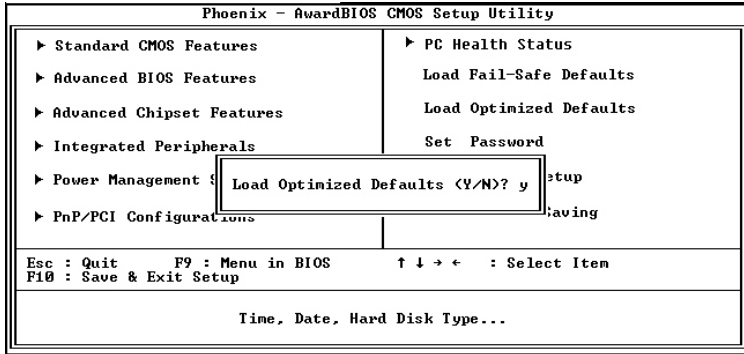 Phoenix - AwardBIOS CMOS Setup Utility
▶ Standard CMOS Features
▶ Advanced BIOS Features
▶ Advanced Chipset Features
▶ Integrated Peripherals
▶ Power Management
▶ PnP/PCI Configurations
▶ PC Health Status
Load Fail-Safe Defaults
Load Optimized Defaults
Set Password
etup
Saving
Load Optimized Defaults (Y/N)? y
Esc : Quit F9 : Menu in BIOS ↑ ↓ → ← : Select Item
F10 : Save & Exit Setup
Time, Date, Hard Disk Type...